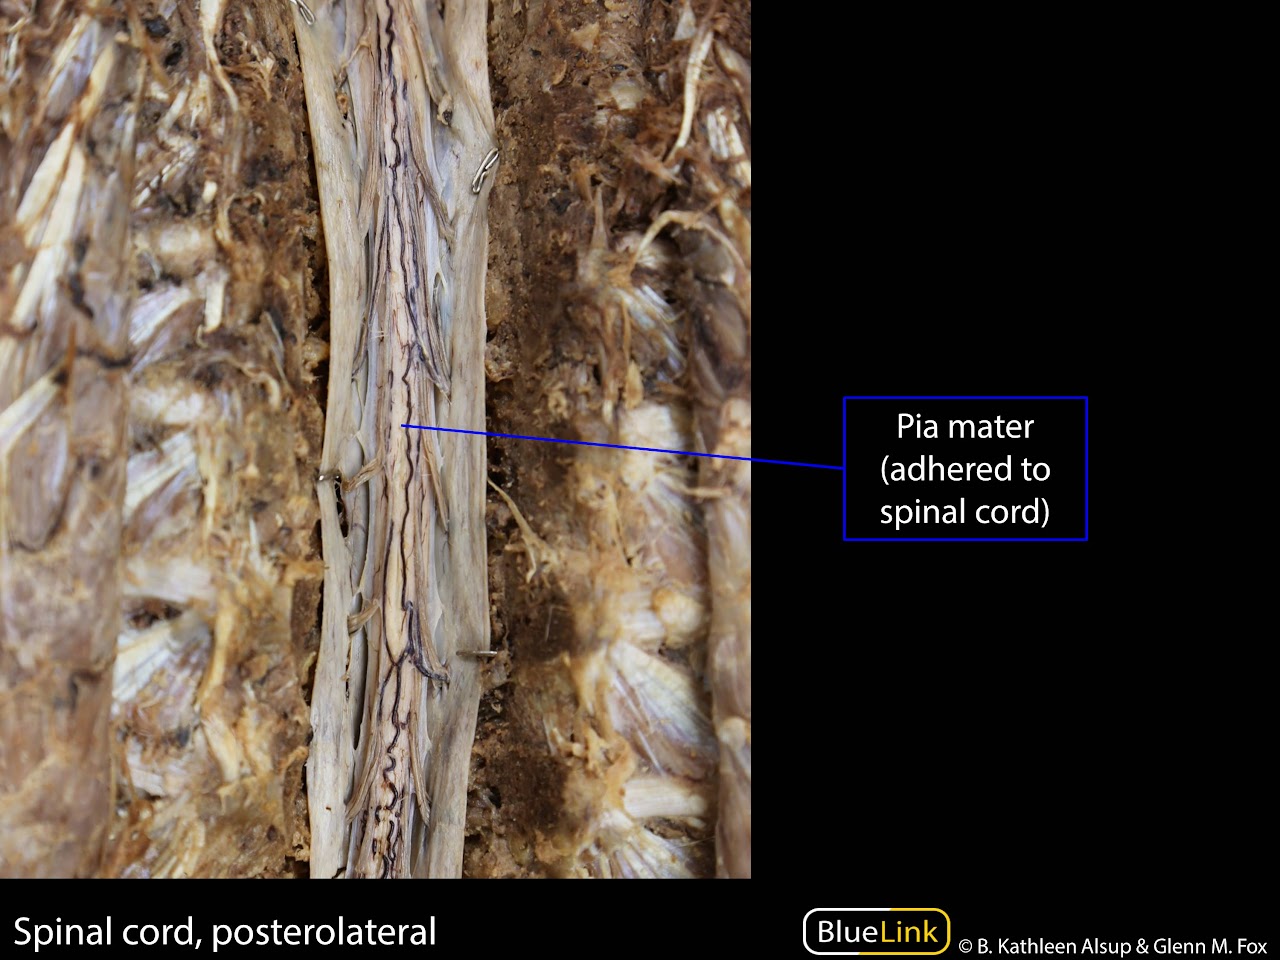 Pia mater
(adhered to
spinal cord)
Spinal cord, posterolateral
BlueLink
© B. Kathleen Alsup & Glenn M. Fox